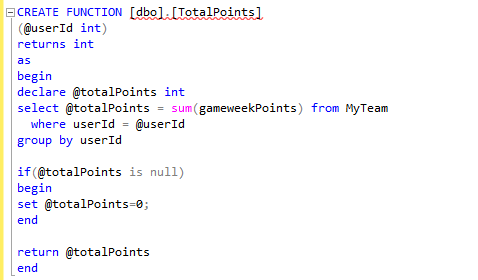 CREATE FUNCTION [dbo].[TotalPoints]
(@userId int)
returns int
as
begin
declare @totalPoints int
select @totalPoints = sum(gameweekPoints) from MyTeam
where userId = @userId
group by userId
if(@totalPoints is null)
begin
set @totalPoints=0;
end
return @totalPoints
end